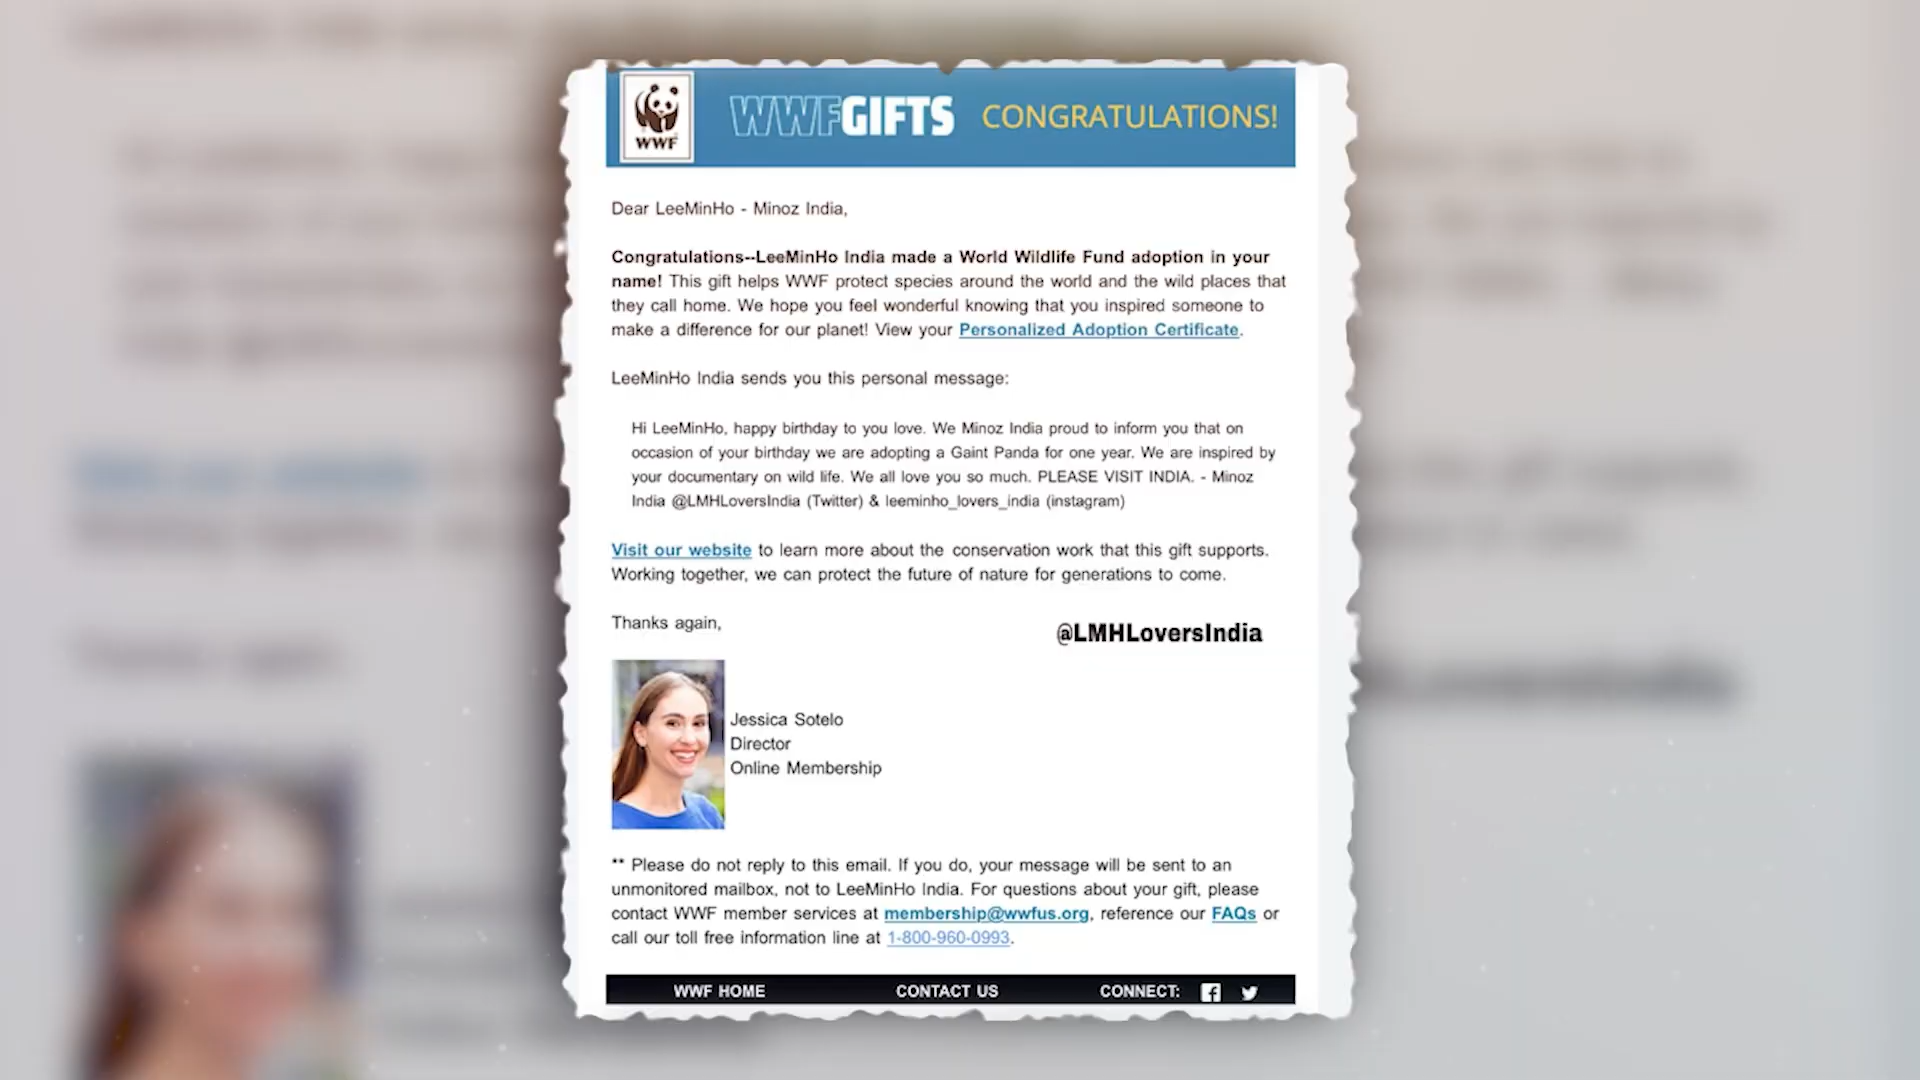 WWF
WWFGIFTS CONGRATULATIONS!
Dear LeeMinHo - Minoz India,
Congratulations--LeeMinHo India made a World Wildlife Fund adoption in your
name! This gift helps WWF protect species around the world and the wild places that
they call home. We hope you feel wonderful knowing that you inspired someone to
make a difference for our planet! View your Personalized Adoption Certificate.
LeeMinHo India sends you this personal message:
Hi LeeMinHo, happy birthday to you love. We Minoz India proud to inform you that on
occasion of your birthday we are adopting a Gaint Panda for one year. We are inspired by
your documentary on wild life. We all love you so much. PLEASE VISIT INDIA. - Minoz
India @LMHLoversIndia (Twitter) & leeminho_lovers_india (instagram)
Visit our website to learn more about the conservation work that this gift supports.
Working together, we can protect the future of nature for generations to come.
Thanks again,
@LMHLoversIndia
Jessica Sotelo
Director
Online Membership
** Please do not reply to this email. If you do, your message will be sent to an
unmonitored mailbox, not to LeeMinHo India. For questions about your gift, please
contact WWF member services at membership@wwfus.org, reference our FAQs or
call our toll free information line at 1-800-960-0993.
WWF HOME CONTACT US CONNECT: